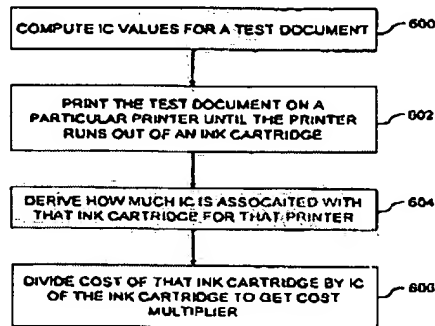 COMPUTE IC VALUES FOR A TEST DOCUMENT
600
PRINT THE TEST DOCUMENT ON A
PARTICULAR PRINTER UNTIL THE PRINTER
RUNS OUT OF AN INK CARTRIDGE
602
DERIVE HOW MUCH IC IS ASSOCAITED WITH
THAT INK CARTRIDGE FOR THAT PRINTER
604
DIVIDE COST OF THAT INK CARTRIDGE BY IC
OF THE INK CARTRIDGE TO GET COST
MULTIPLIER